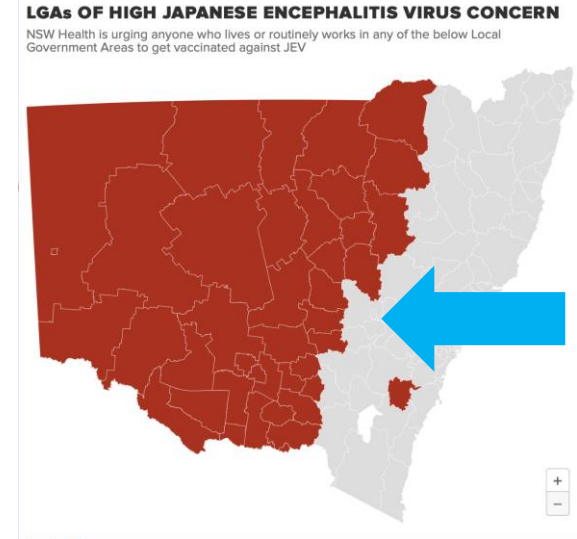 LGAs OF HIGH JAPANESE ENCEPHALITIS VIRUS CONCERN
NSW Health is urging anyone who lives or routinely works in any of the below Local
Government Areas to get vaccinated against JEV
+
−